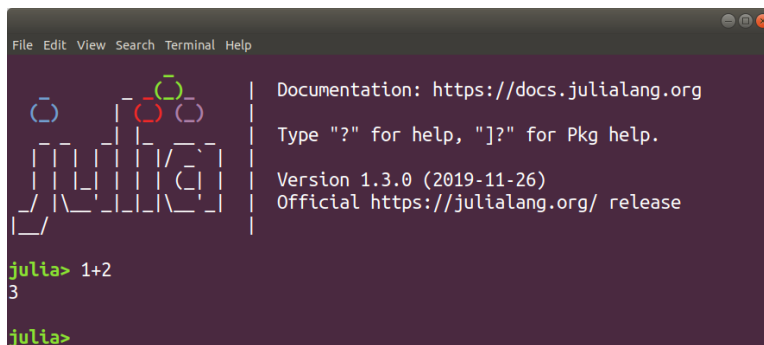 File Edit View Search Terminal Help
julia
Documentation: https://docs.julialang.org
Type "?" for help, "]?" for Pkg help.
Version 1.3.0 (2019-11-26)
Official https://julialang.org/ release
julia> 1+2
3
julia>